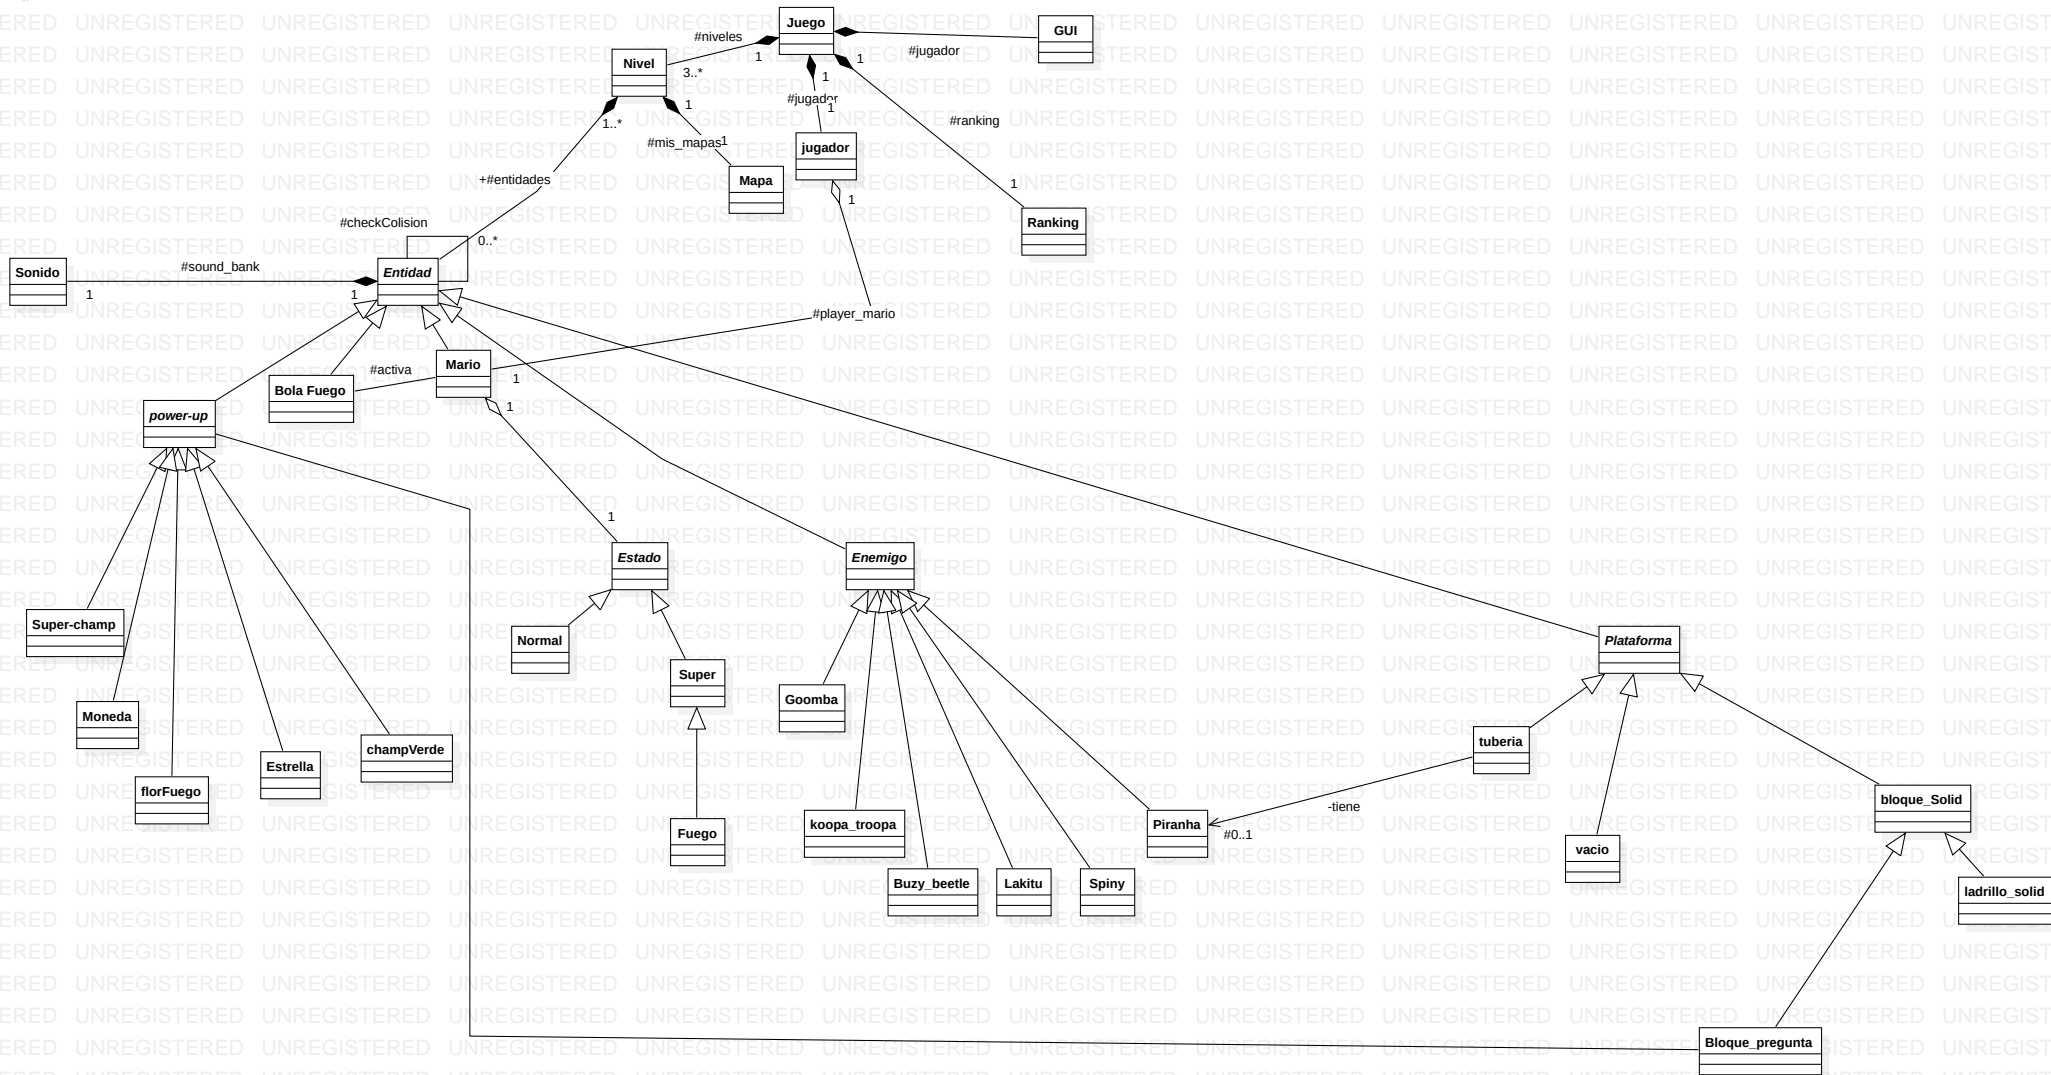 Juego
GUI
#niveles
1
3..*
#jugador
Nivel
1
1
#jugador
1
1..*
1
#mis_mapas
1
#ranking
jugador
Mapa
1
1
Ranking
+#entidades
#checkColision
0..*
Sonido
#sound_bank
1
1
Entidad
#player_mario
Mario
1
#activa
Bola Fuego
1
power-up
1
Estado
Enemigo
Super-champ
Normal
Super
Plataforma
Goomba
Moneda
champVerde
tuberia
Estrella
florFuego
bloque_Solid
-tiene
#0..1
Fuego
koopa_troopa
Piranha
vacio
Buzy_beetle
Lakitu
Spiny
ladrillo_solid
Bloque_pregunta
UNREGISTERED